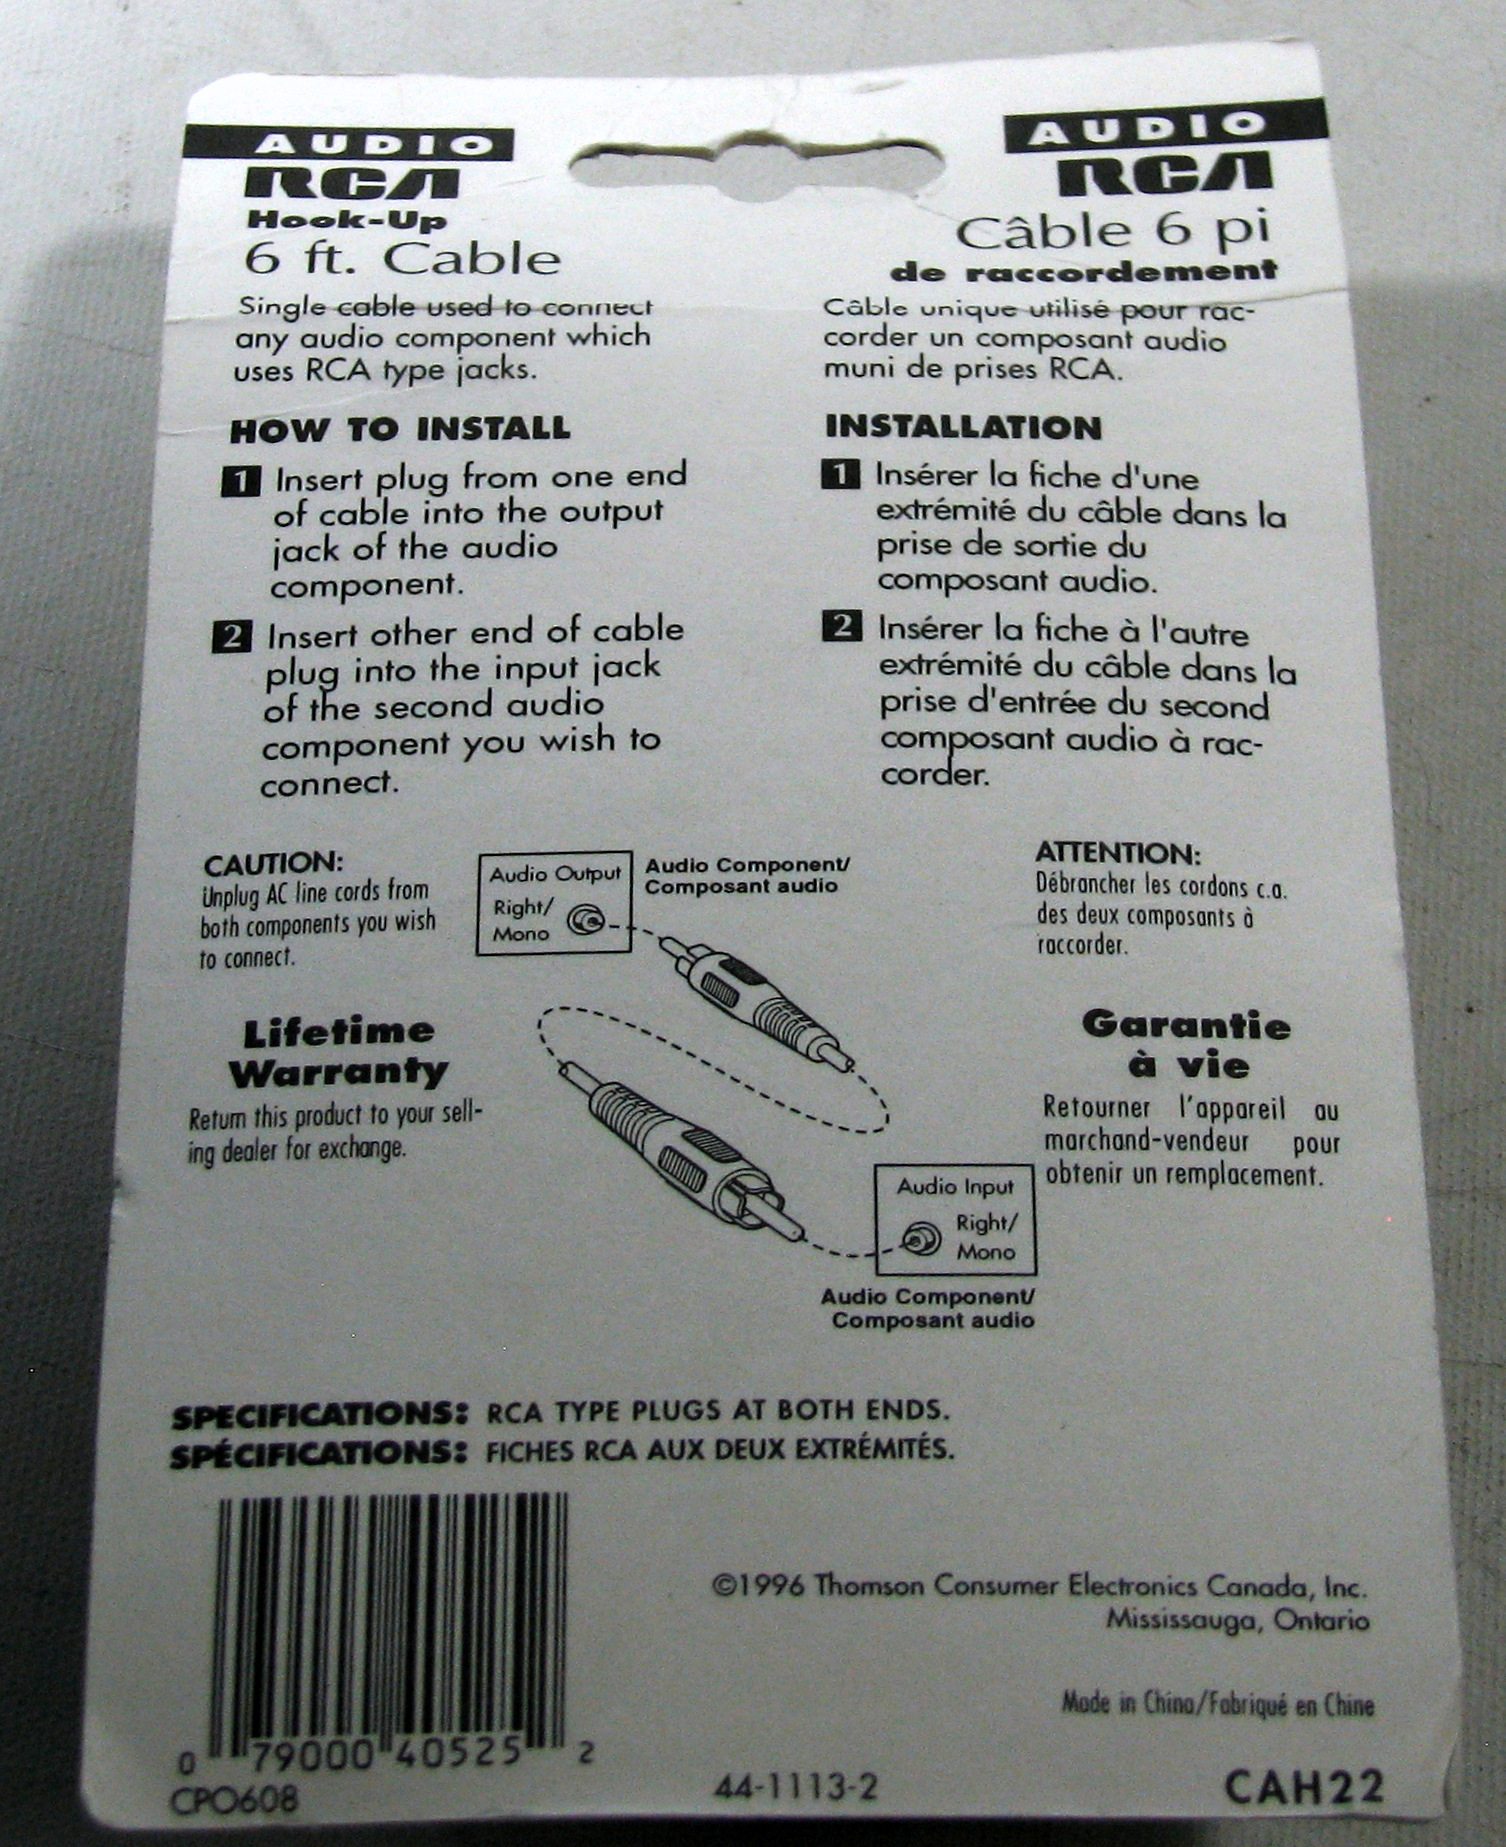 AUDIO
RCA
Hook-Up
6 ft. Cable
Single cable used to connect
any audio component which
uses RCA type jacks.
HOW TO INSTALL
1 Insert plug from one end
of cable into the output
jack of the audio
component.
2 Insert other end of cable
plug into the input jack
of the second audio
component you wish to
connect.
AUDIO
RCA
Câble 6 pi
de raccordement
Câble unique utilisé pour rac-
corder un composant audio
muni de prises RCA.
INSTALLATION
1 Insérer la fiche d'une
extrémité du câble dans la
prise de sortie du
composant audio.
2 Insérer la fiche à l'autre
extrémité du câble dans la
prise d'entrée du second
composant audio à rac-
corder.
CAUTION:
Unplug AC line cords from
both components you wish
to connect.
Lifetime
Warranty
Return this product to your sell-
ing dealer for exchange.
Audio Output
Right/
Mono
Audio Component/
Composant audio
Audio Input
Right/
Mono
Audio Component/
Composant audio
ATTENTION:
Débrancher les cordons c.a.
des deux composants à
raccorder.
Garantie
à vie
Retourner l'appareil au
marchand-vendeur pour
obtenir un remplacement.
SPECIFICATIONS: RCA TYPE PLUGS AT BOTH ENDS.
SPÉCIFICATIONS: FICHES RCA AUX DEUX EXTRÉMITÉS.
©1996 Thomson Consumer Electronics Canada, Inc.
Mississauga, Ontario
Made in China/Fabriqué en Chine
0 79000 40525 2
CPO608
44-1113-2
CAH22